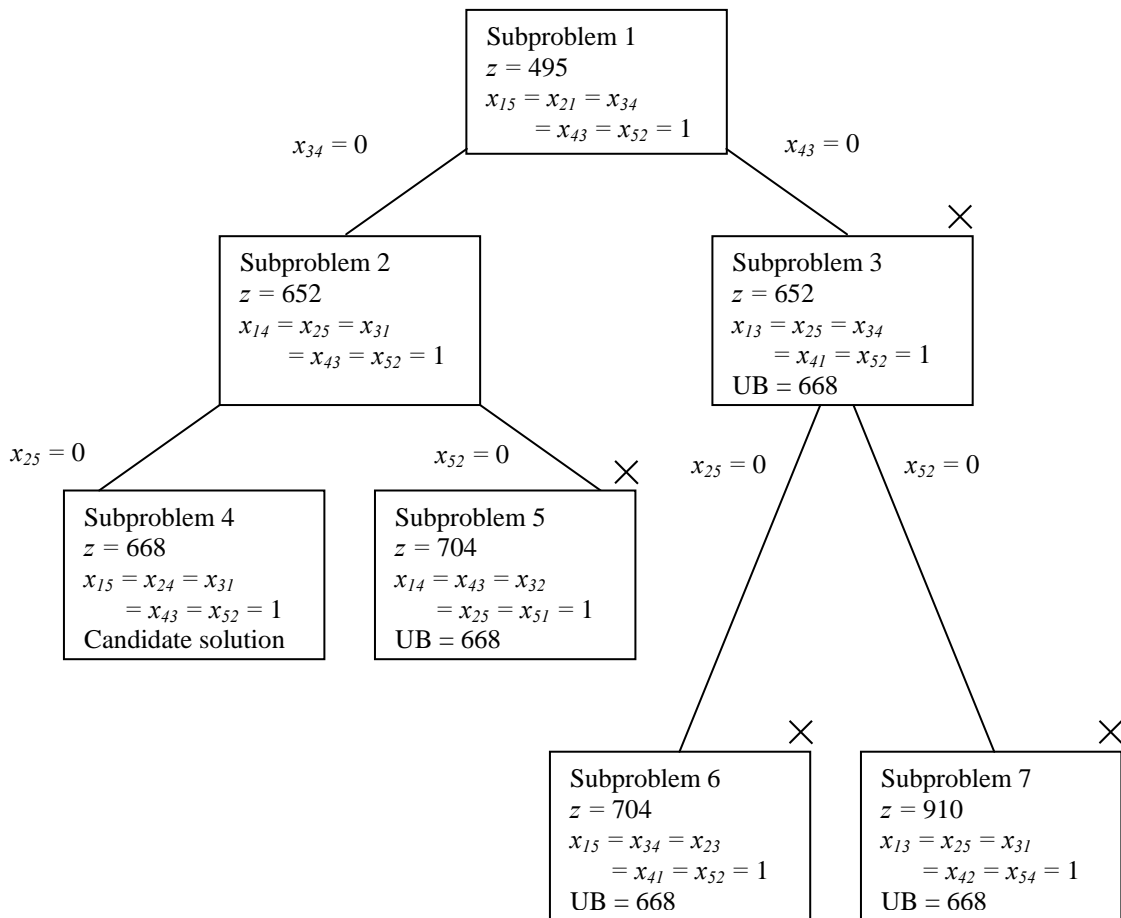 Subproblem 1
z = 495
x15 = x21 = x34
= x43 = x52 = 1
x34 = 0
x43 = 0
Subproblem 2
z = 652
x14 = x25 = x31
= x43 = x52 = 1
Subproblem 3
z = 652
x13 = x25 = x34
= x41 = x52 = 1
UB = 668
x25 = 0
x52 = 0
x25 = 0
x52 = 0
Subproblem 4
z = 668
x15 = x24 = x31
= x43 = x52 = 1
Candidate solution
Subproblem 5
z = 704
x14 = x43 = x32
= x25 = x51 = 1
UB = 668
Subproblem 6
z = 704
x15 = x34 = x23
= x41 = x52 = 1
UB = 668
Subproblem 7
z = 910
x13 = x25 = x31
= x42 = x54 = 1
UB = 668